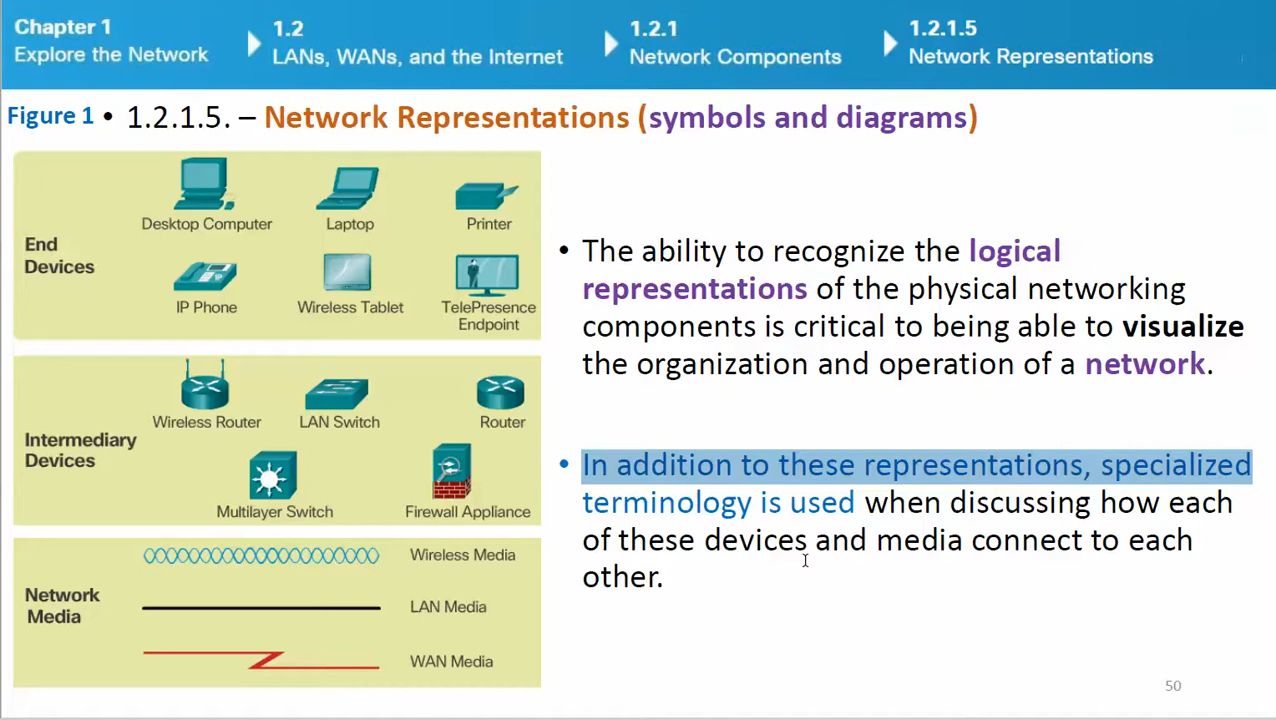 Chapter 1
Explore the Network
1.2
LANs, WANs, and the Internet
1.2.1
Network Components
1.2.1.5
Network Representations
Figure 1 • 1.2.1.5. – Network Representations (symbols and diagrams)
End
Devices
Desktop Computer
Laptop
Printer
IP Phone
Wireless Tablet
TelePresence
Endpoint
Intermediary
Devices
Wireless Router
LAN Switch
Router
Multilayer Switch
Firewall Appliance
Network
Media
Wireless Media
LAN Media
WAN Media
• The ability to recognize the logical
representations of the physical networking
components is critical to being able to visualize
the organization and operation of a network.
• In addition to these representations, specialized
terminology is used when discussing how each
of these devices and media connect to each
other.
50